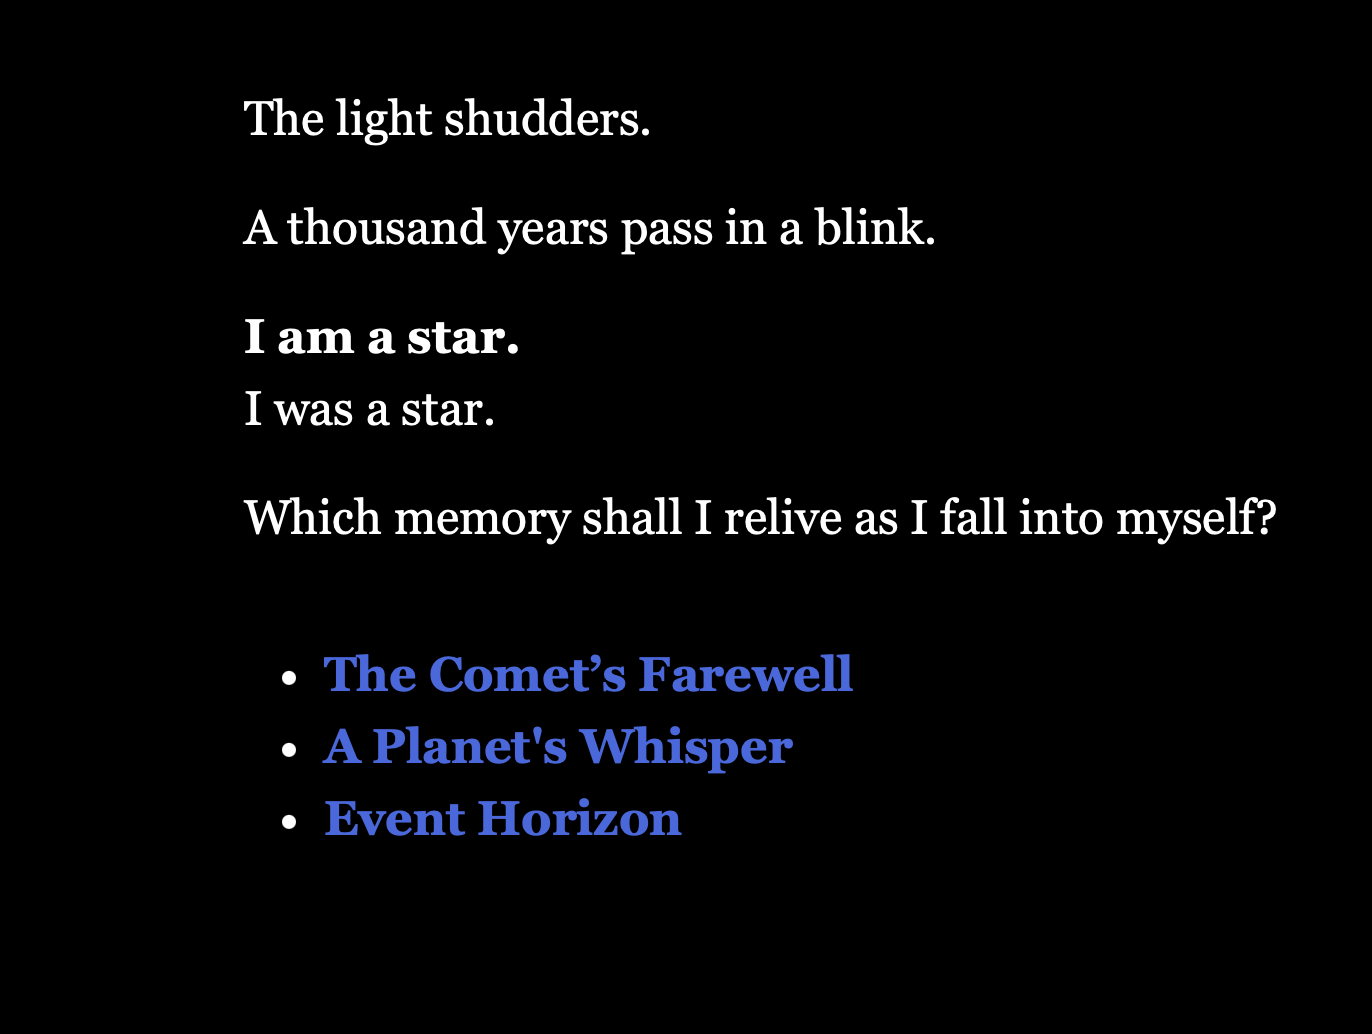 The light shudders.
A thousand years pass in a blink.
I am a star.
I was a star.
Which memory shall I relive as I fall into myself?
• The Comet’s Farewell
• A Planet's Whisper
• Event Horizon